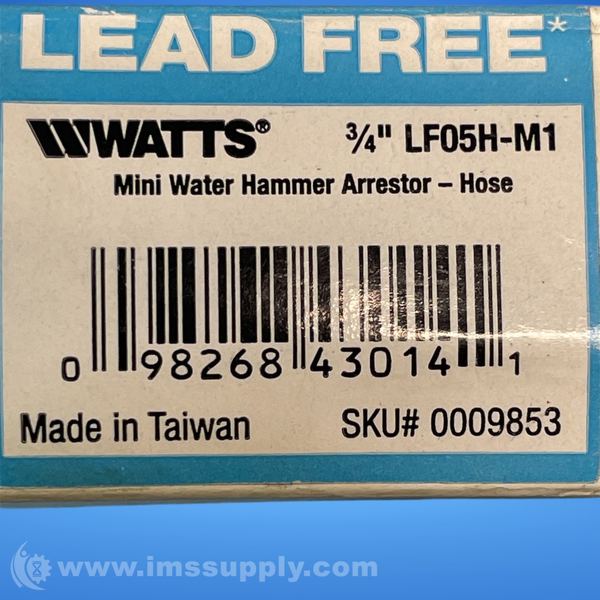 LEAD FREE*
WATTS® 3/4" LF05H-M1
Mini Water Hammer Arrestor – Hose
0 98268 43014 1
Made in Taiwan SKU# 0009853
www.imssupply.com